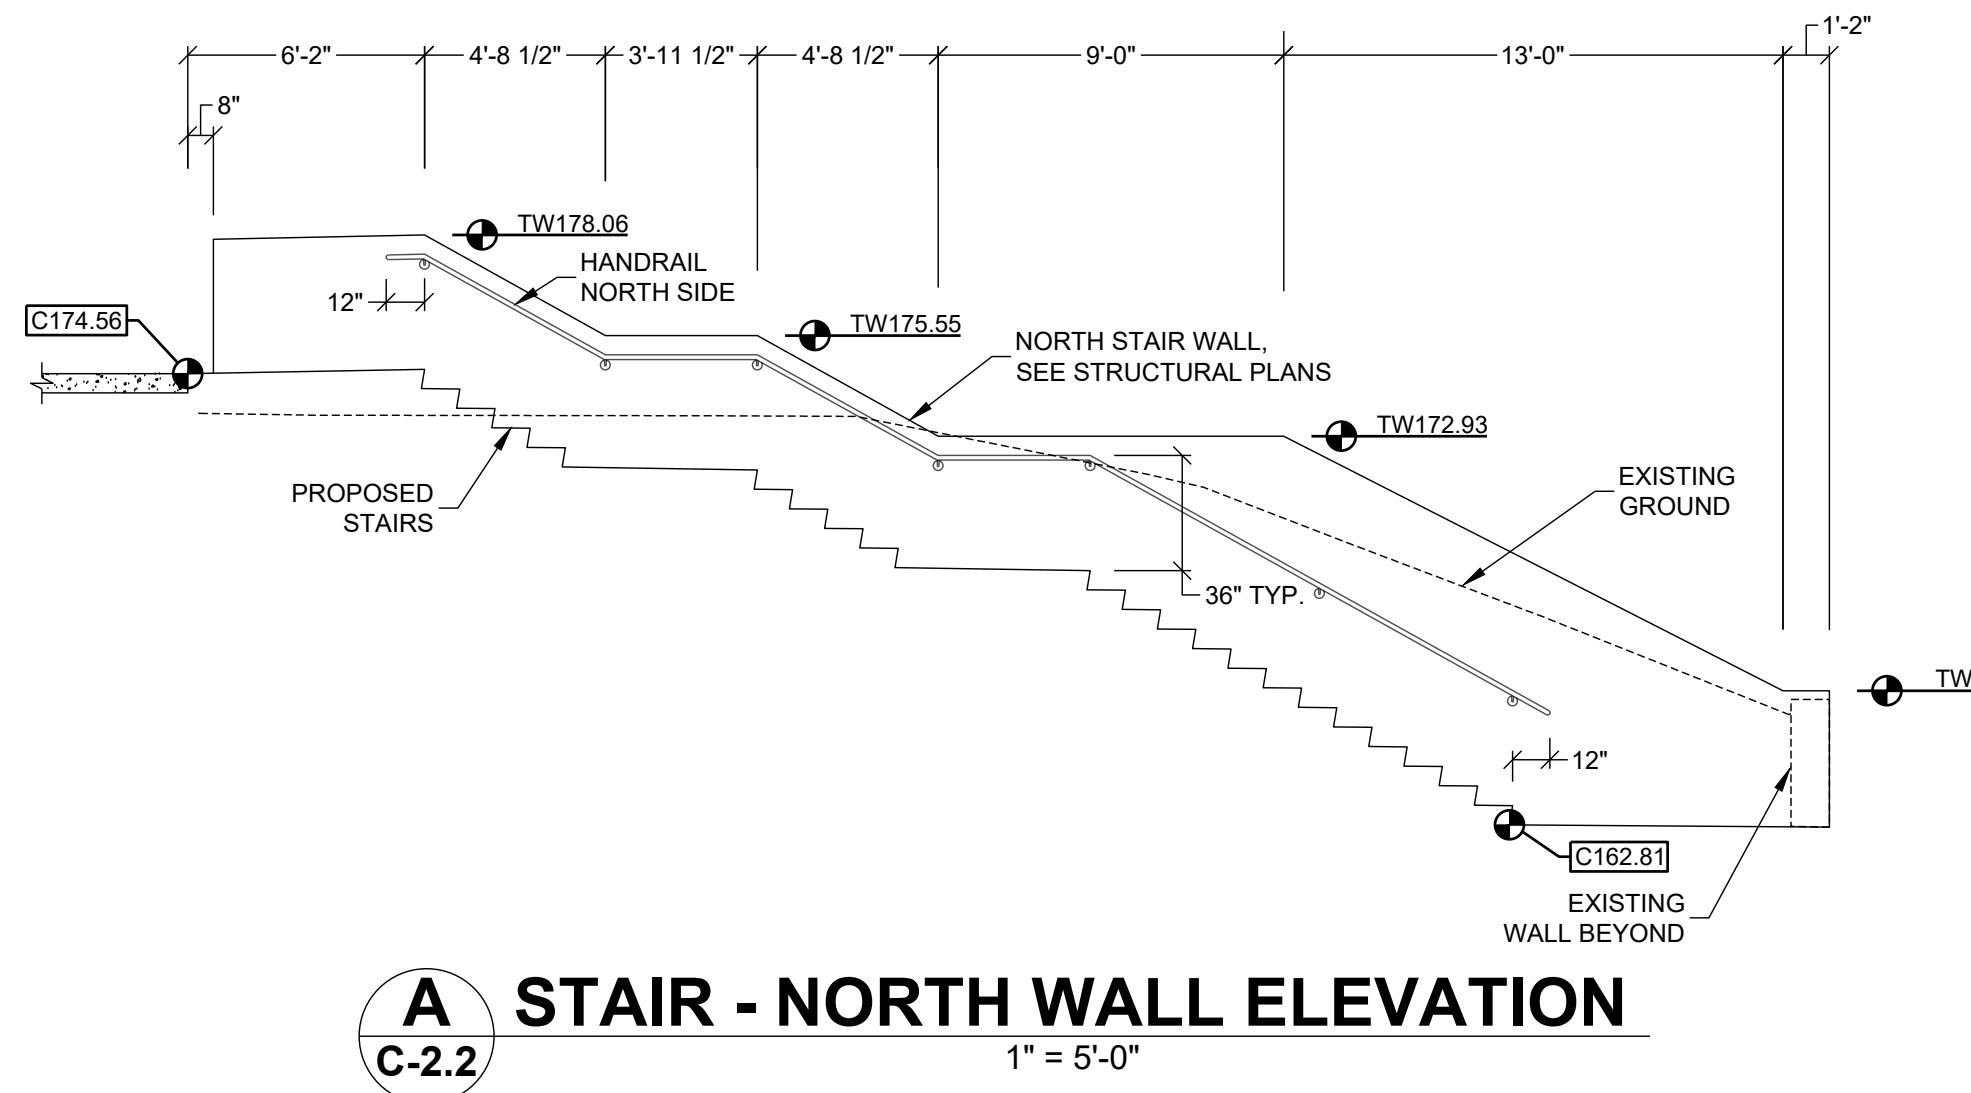 1'-2"
6'-2"
4'-8 1/2"
3'-11 1/2"
4'-8 1/2"
9'-0"
13'-0"
8"
TW178.06
HANDRAIL
NORTH SIDE
12"
C174.56
TW175.55
NORTH STAIR WALL,
SEE STRUCTURAL PLANS
TW172.93
EXISTING
GROUND
PROPOSED
STAIRS
36" TYP.
TW
12"
C162.81
EXISTING
WALL BEYOND
A
C-2.2
STAIR - NORTH WALL ELEVATION
1" = 5'-0"